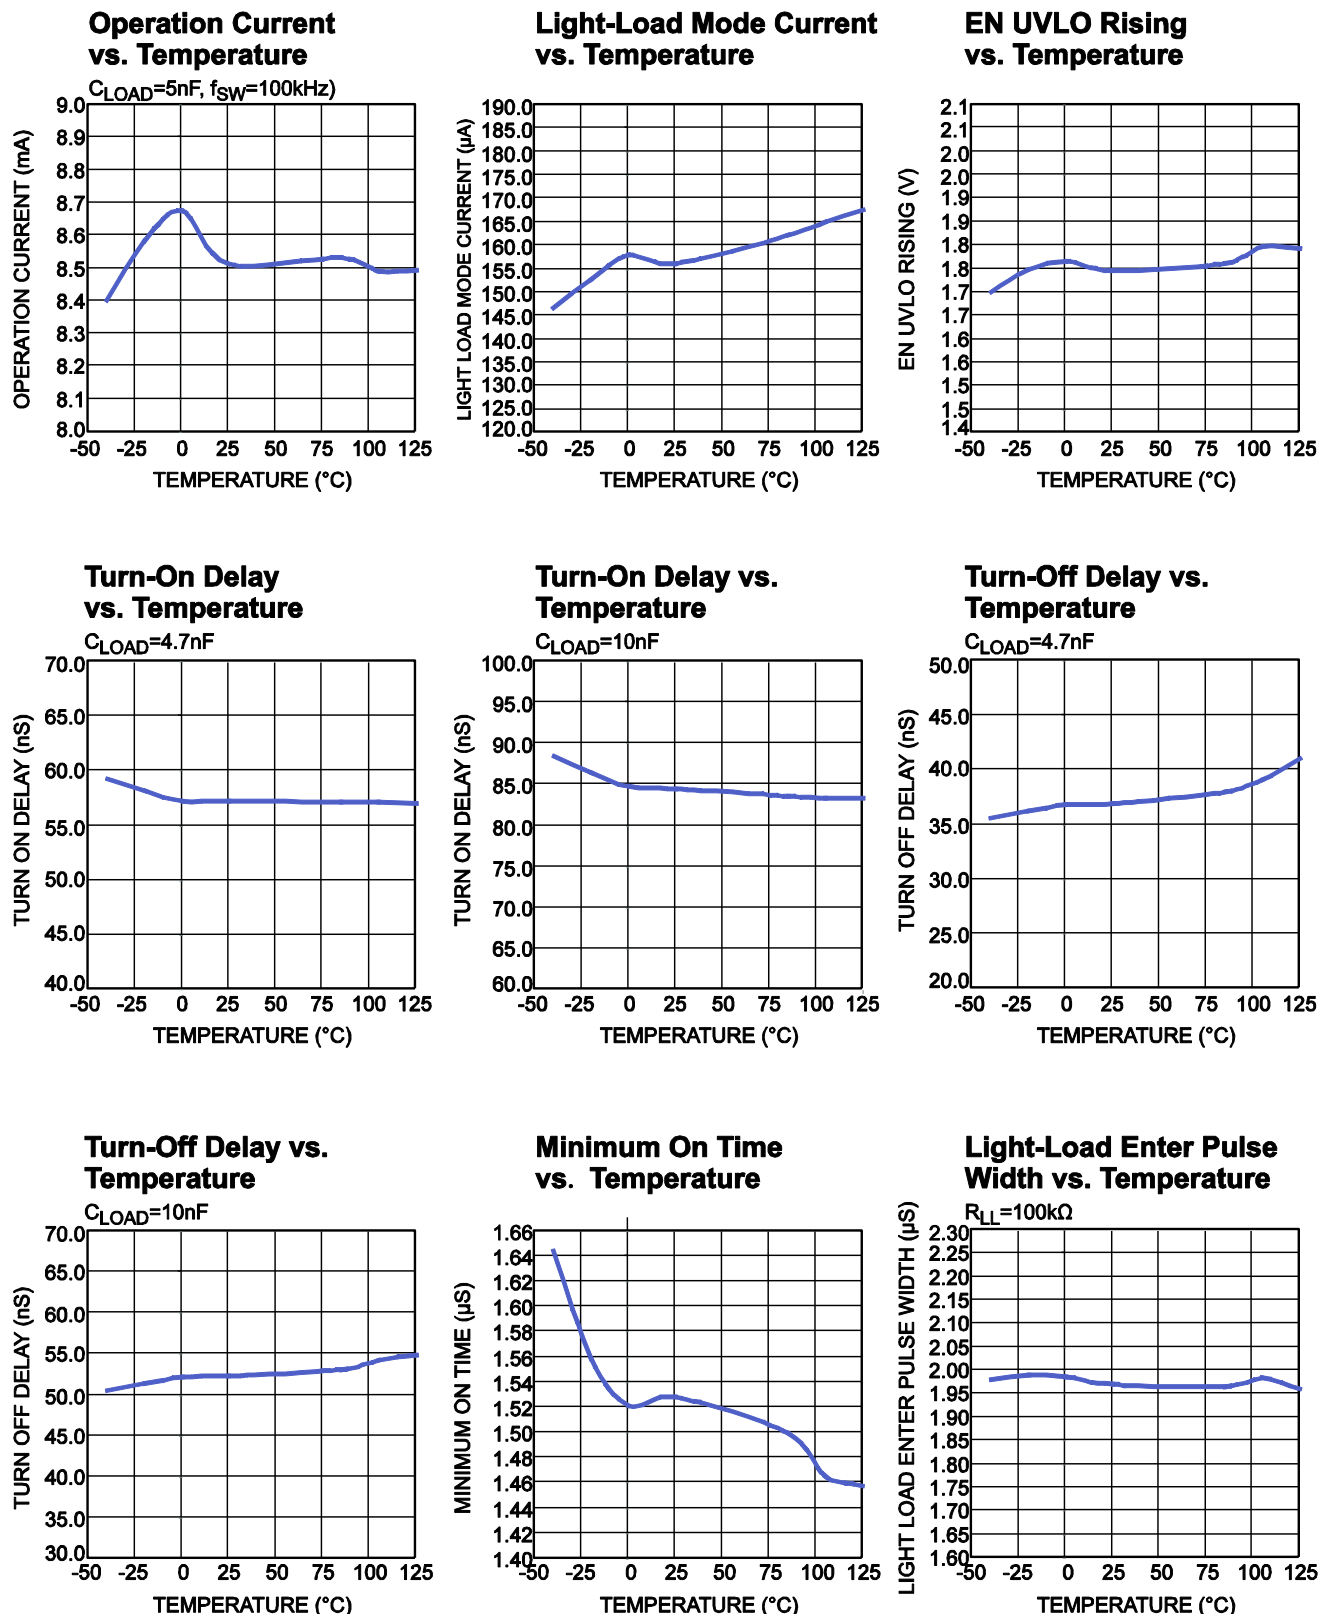 Operation Current
vs. Temperature
CLOAD=5nF, fSW=100kHz)
OPERATION CURRENT (mA)
9.0
8.9
8.8
8.7
8.6
8.5
8.4
8.3
8.2
8.1
8.0
-50 -25 0 25 50 75 100 125
TEMPERATURE (°C)
Light-Load Mode Current
vs. Temperature
LIGHT LOAD MODE CURRENT (µA)
190.0
185.0
180.0
175.0
170.0
165.0
160.0
155.0
150.0
145.0
140.0
135.0
130.0
125.0
120.0
-50 -25 0 25 50 75 100 125
TEMPERATURE (°C)
EN UVLO Rising
vs. Temperature
EN UVLO RISING (V)
2.1
2.1
2.0
2.0
1.9
1.9
1.8
1.8
1.7
1.7
1.6
1.6
1.5
1.5
1.4
-50 -25 0 25 50 75 100 125
TEMPERATURE (°C)
Turn-On Delay
vs. Temperature
CLOAD=4.7nF
TURN ON DELAY (nS)
70.0
65.0
60.0
55.0
50.0
45.0
40.0
-50 -25 0 25 50 75 100 125
TEMPERATURE (°C)
Turn-On Delay vs.
Temperature
CLOAD=10nF
TURN ON DELAY (nS)
100.0
95.0
90.0
85.0
80.0
75.0
70.0
65.0
60.0
-50 -25 0 25 50 75 100 125
TEMPERATURE (°C)
Turn-Off Delay vs.
Temperature
CLOAD=4.7nF
TURN OFF DELAY (nS)
50.0
45.0
40.0
35.0
30.0
25.0
20.0
-50 -25 0 25 50 75 100 125
TEMPERATURE (°C)
Turn-Off Delay vs.
Temperature
CLOAD=10nF
TURN OFF DELAY (nS)
70.0
65.0
60.0
55.0
50.0
45.0
40.0
35.0
30.0
-50 -25 0 25 50 75 100 125
TEMPERATURE (°C)
Minimum On Time
vs. Temperature
MINIMUM ON TIME (µS)
1.66
1.64
1.62
1.60
1.58
1.56
1.54
1.52
1.50
1.48
1.46
1.44
1.42
1.40
-50 -25 0 25 50 75 100 125
TEMPERATURE (°C)
Light-Load Enter Pulse
Width vs. Temperature
RLL=100kΩ
LIGHT LOAD ENTER PULSE WIDTH (µS)
2.30
2.25
2.20
2.15
2.10
2.05
2.00
1.95
1.90
1.85
1.80
1.75
1.70
1.65
1.60
-50 -25 0 25 50 75 100 125
TEMPERATURE (°C)